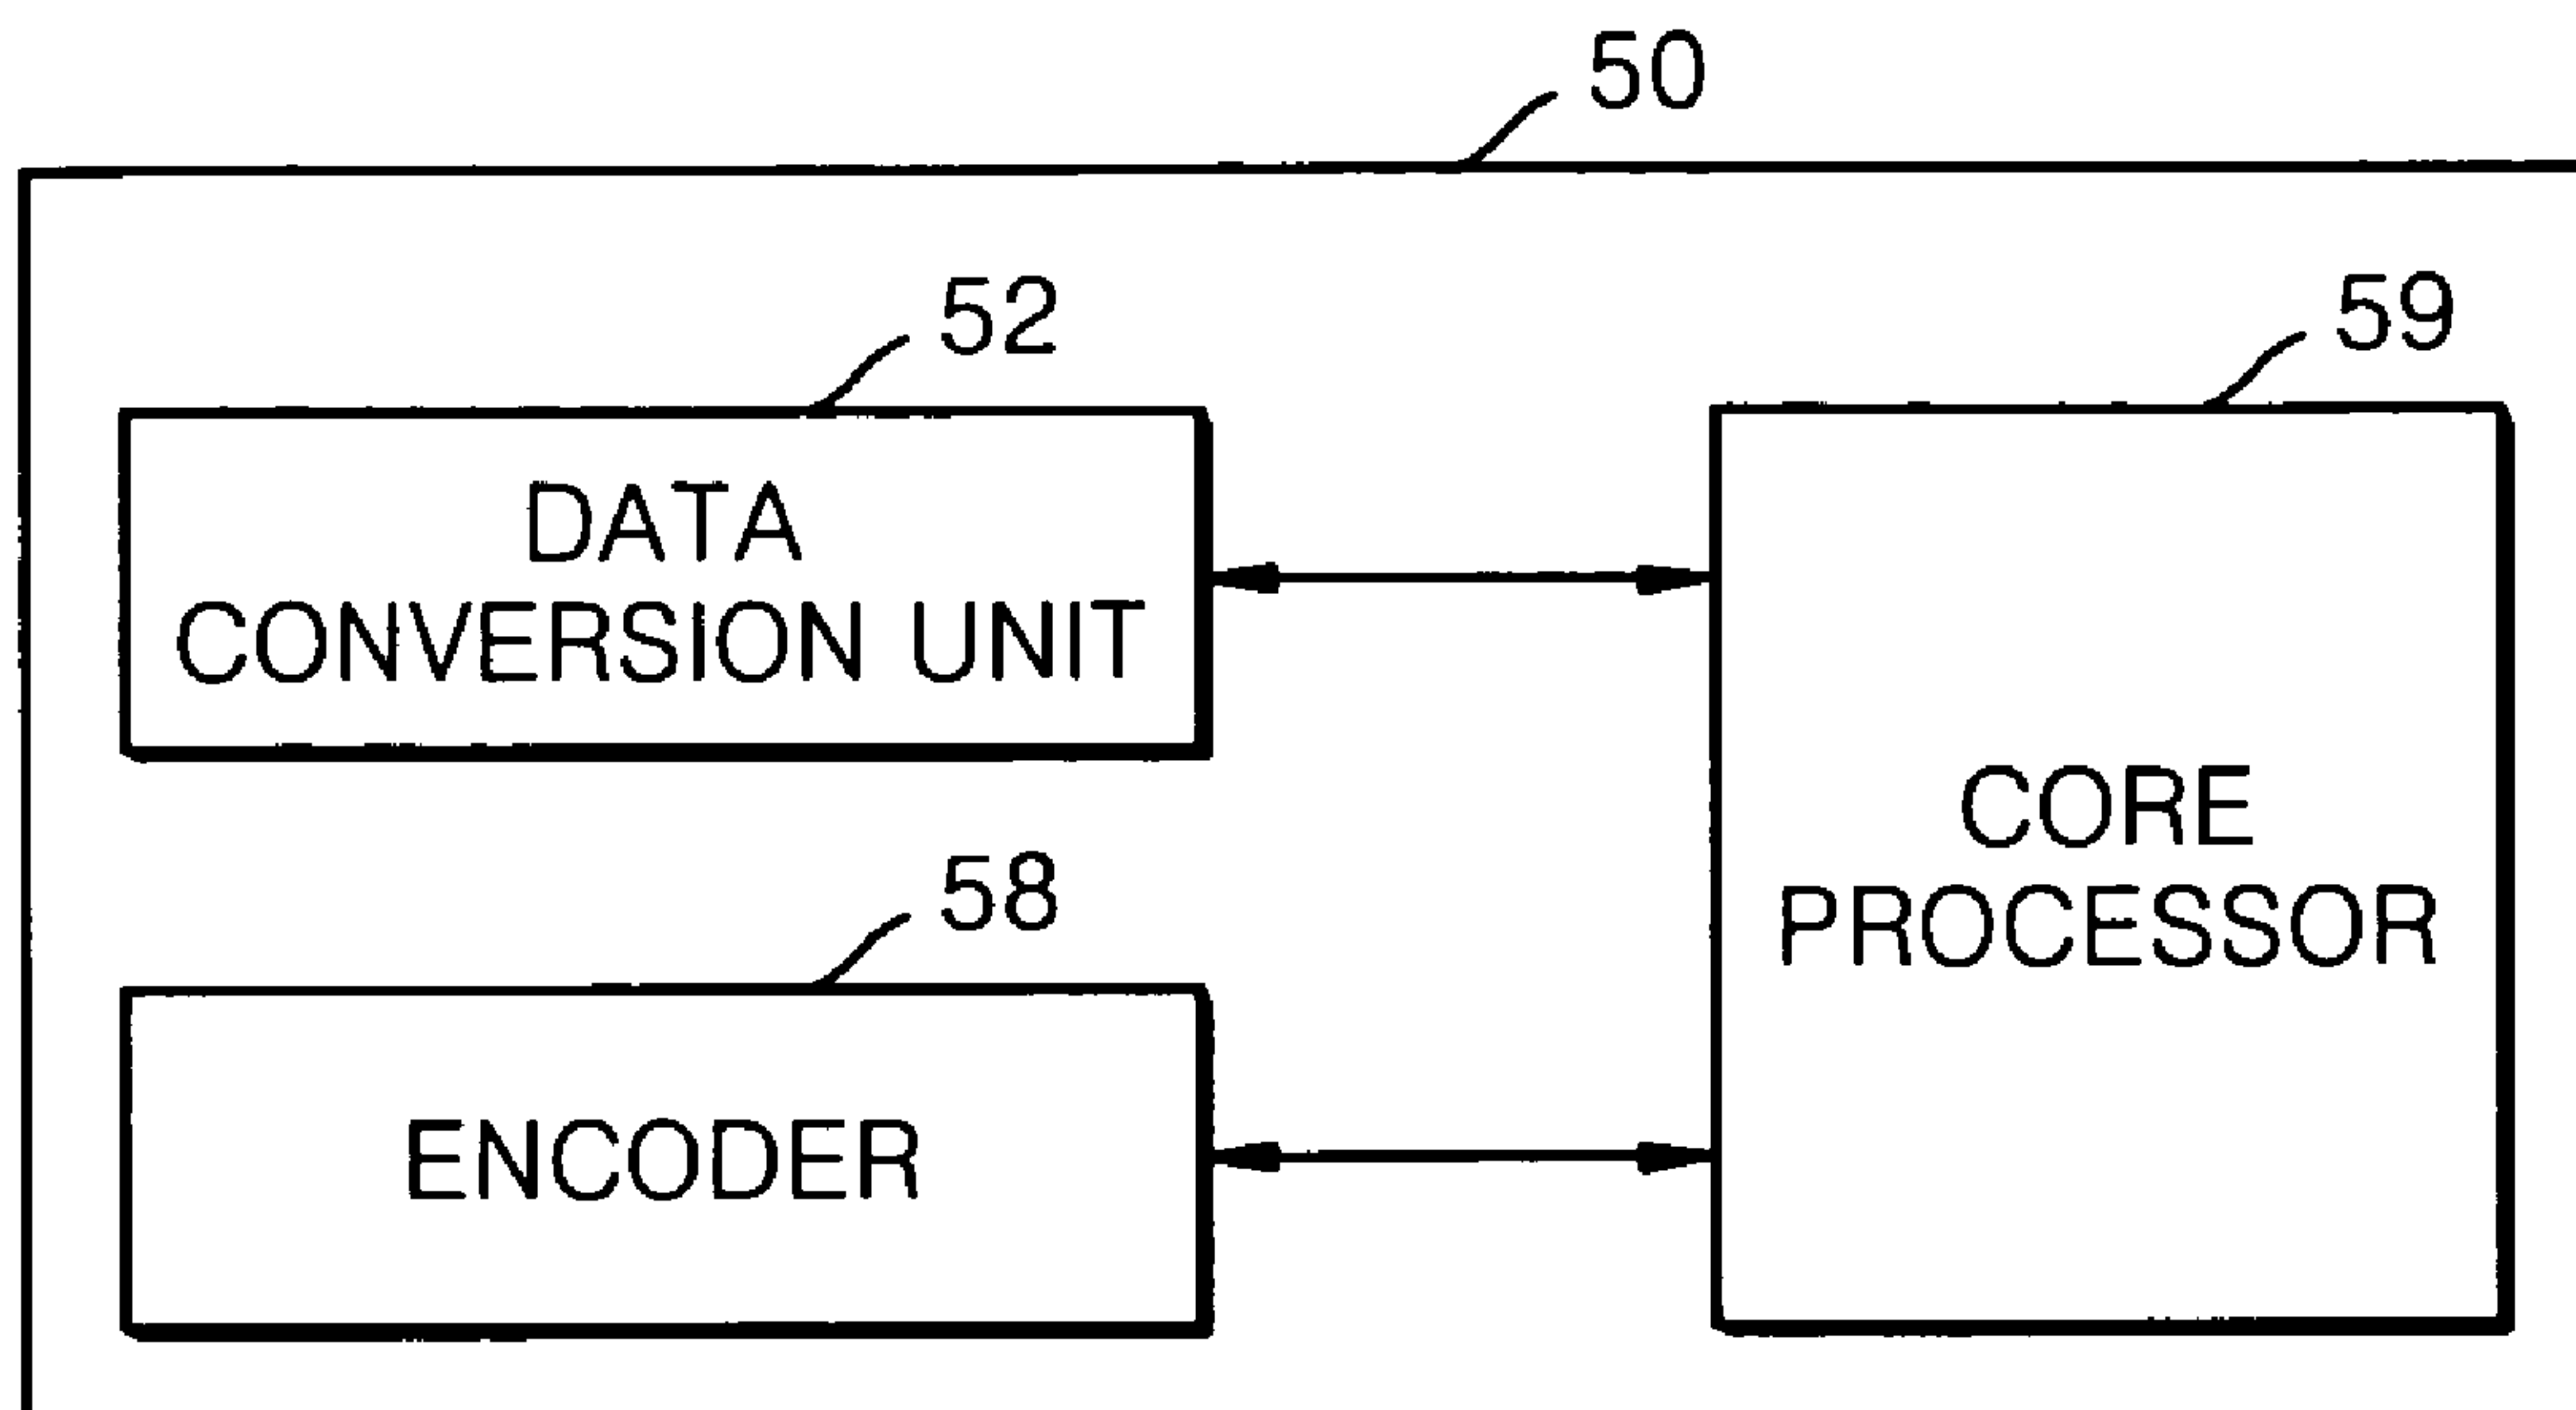 50
52
59
DATA
CONVERSION UNIT
CORE
PROCESSOR
58
ENCODER